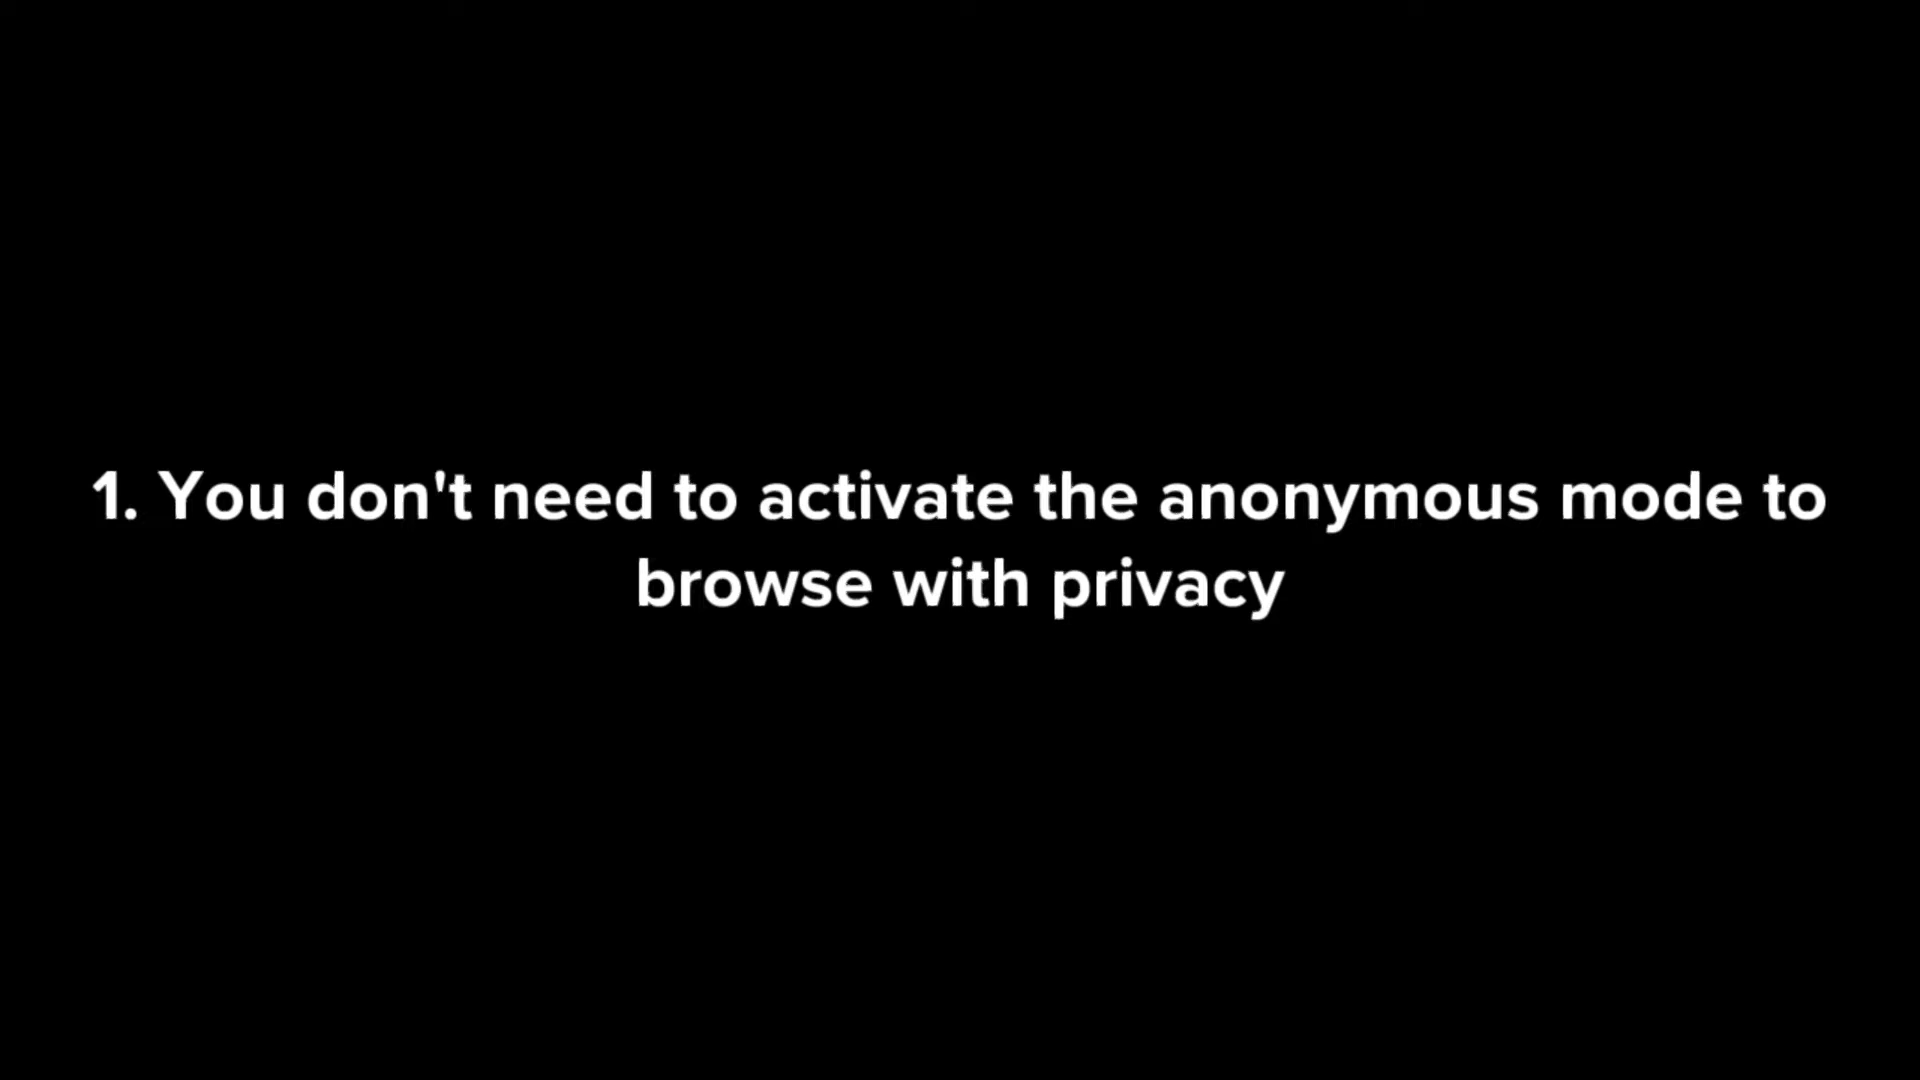 1. You don't need to activate the anonymous mode to
browse with privacy